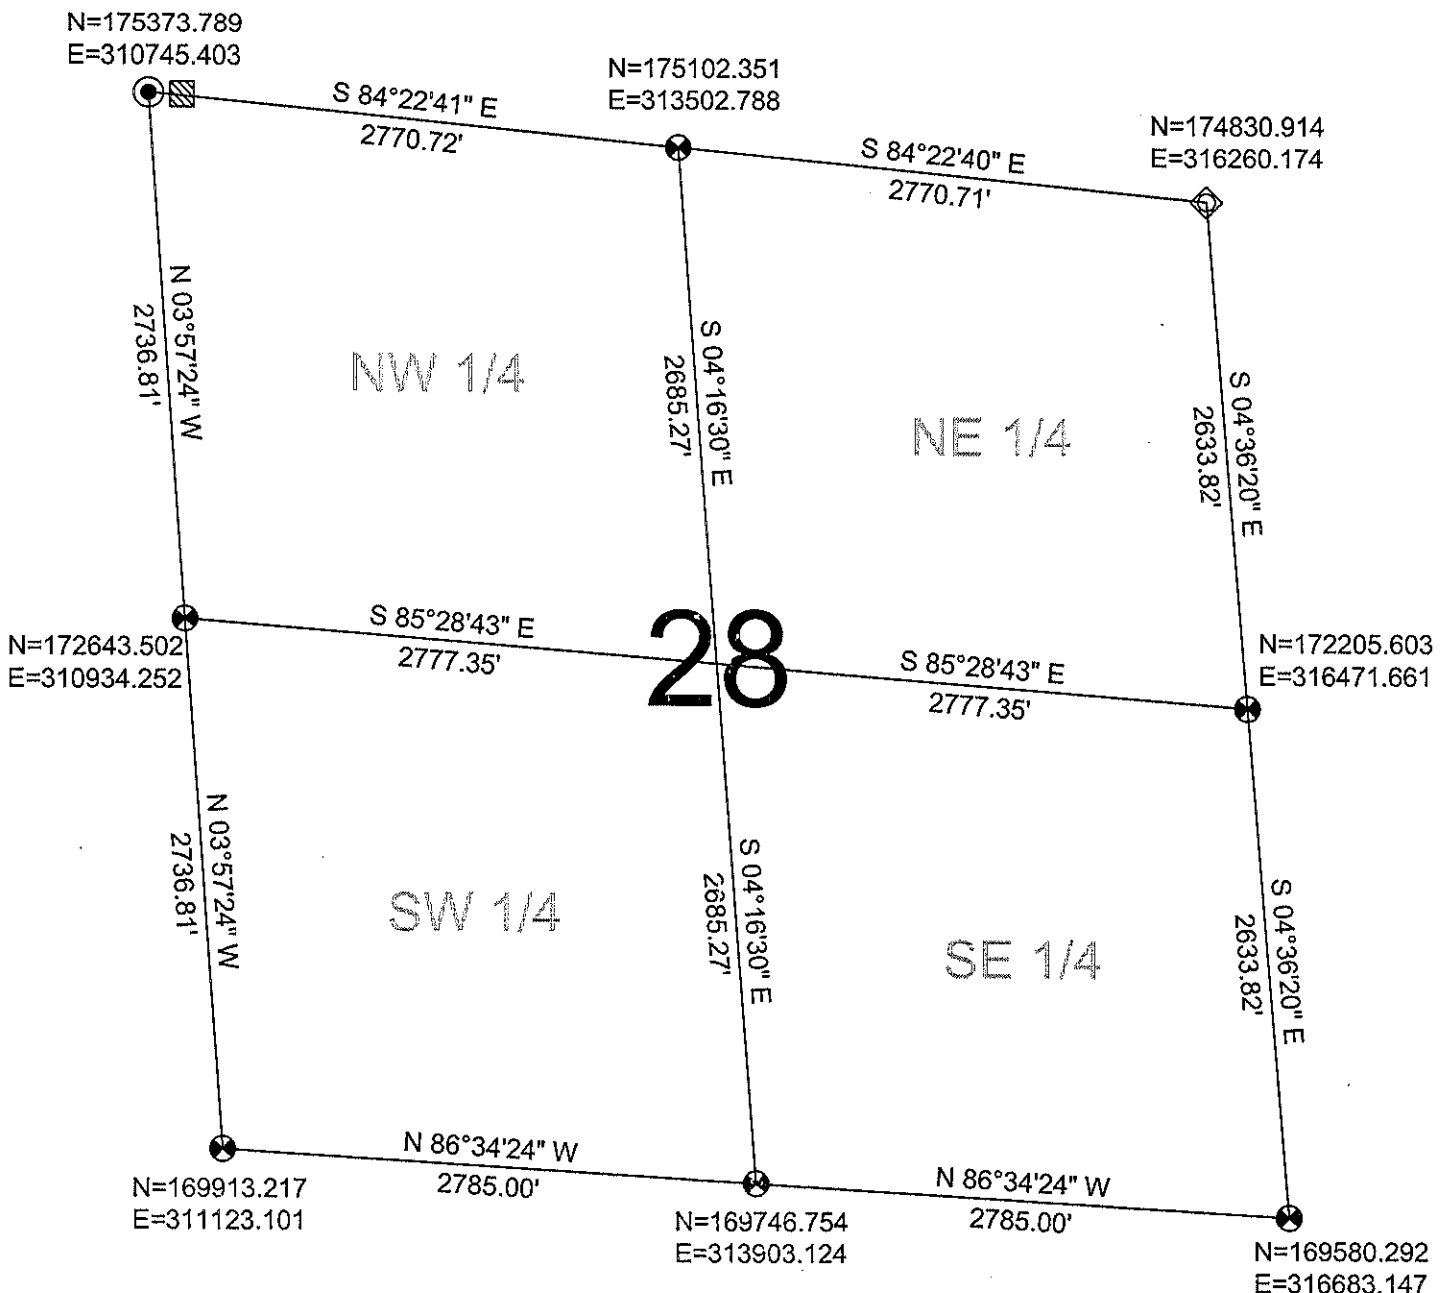 N=175373.789
E=310745.403
N=175102.351
E=313502.788
N=174830.914
E=316260.174
S 84°22'41" E
2770.72'
S 84°22'40" E
2770.71'
N 03°57'24" W
2736.81'
NW 1/4
S 04°16'30" E
2685.27'
NE 1/4
S 04°36'20" E
2633.82'
N=172643.502
E=310934.252
S 85°28'43" E
2777.35'
28
S 85°28'43" E
2777.35'
N=172205.603
E=316471.661
N 03°57'24" W
2736.81'
SW 1/4
S 04°16'30" E
2685.27'
SE 1/4
S 04°36'20" E
2633.82'
N 86°34'24" W
2785.00'
N 86°34'24" W
2785.00'
N=169913.217
E=311123.101
N=169746.754
E=313903.124
N=169580.292
E=316683.147